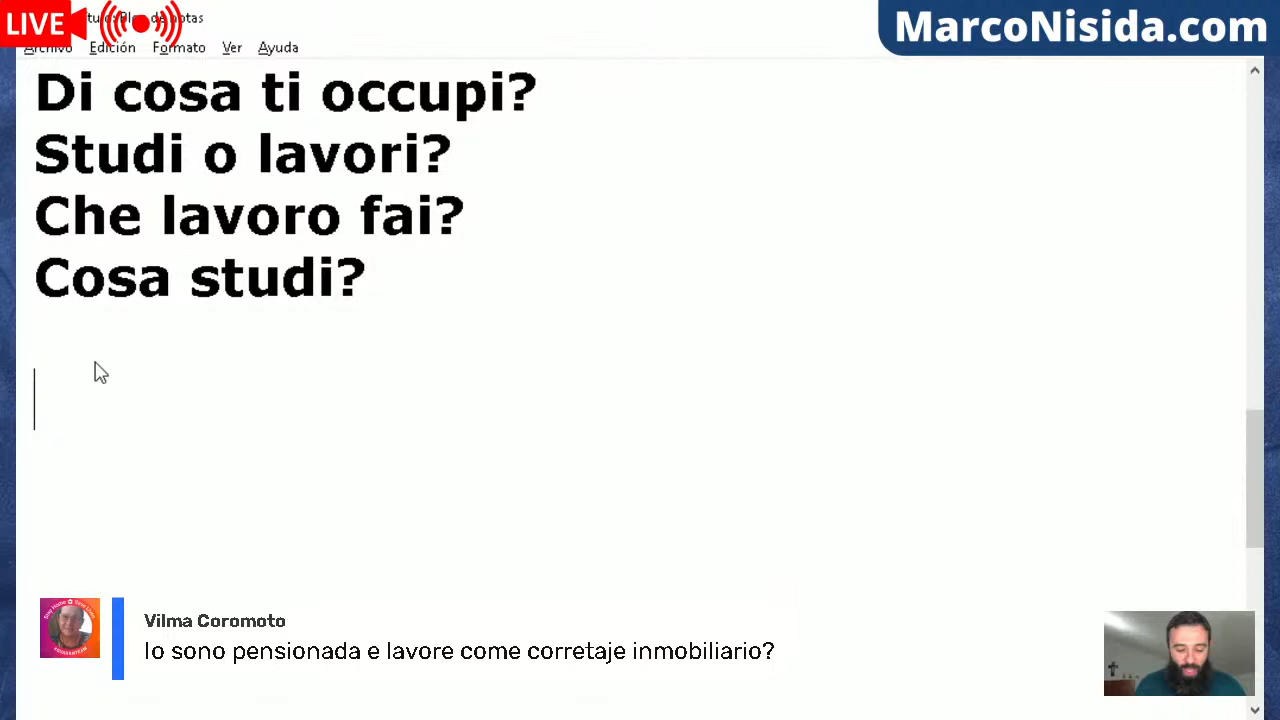 LIVE
MarcoNisida.com
Archivo Edición Formato Ver Ayuda
Di cosa ti occupi?
Studi o lavori?
Che lavoro fai?
Cosa studi?
Vilma Coromoto
Io sono pensionada e lavore come corretaje inmobiliario?